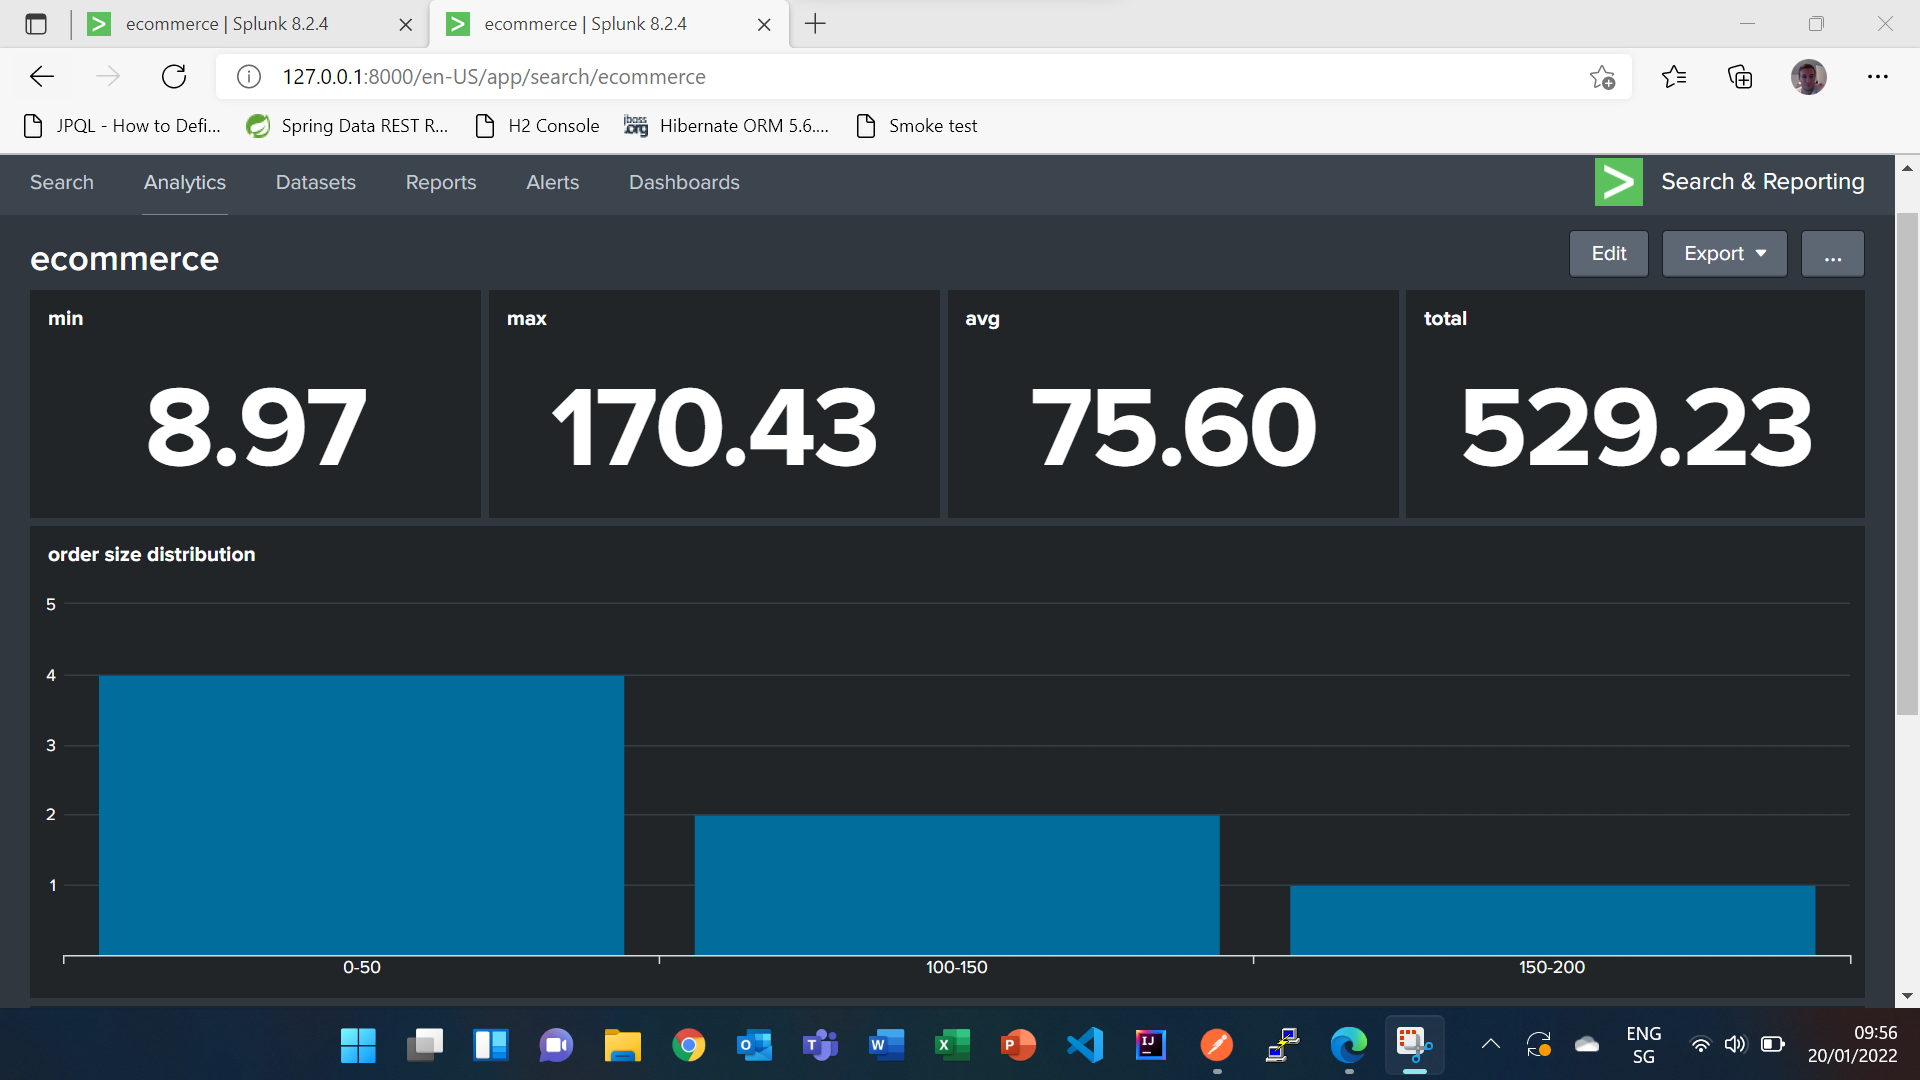 ecommerce | Splunk 8.2.4
ecommerce | Splunk 8.2.4
127.0.0.1:8000/en-US/app/search/ecommerce
JPQL - How to Defi...
Spring Data REST R...
H2 Console
jboss .org
Hibernate ORM 5.6....
Smoke test
Search Analytics Datasets Reports Alerts Dashboards
Search & Reporting
ecommerce
Edit Export ...
min
8.97
max
170.43
avg
75.60
total
529.23
order size distribution
5
4
3
2
1
0-50 100-150 150-200
ENG
SG
09:56
20/01/2022